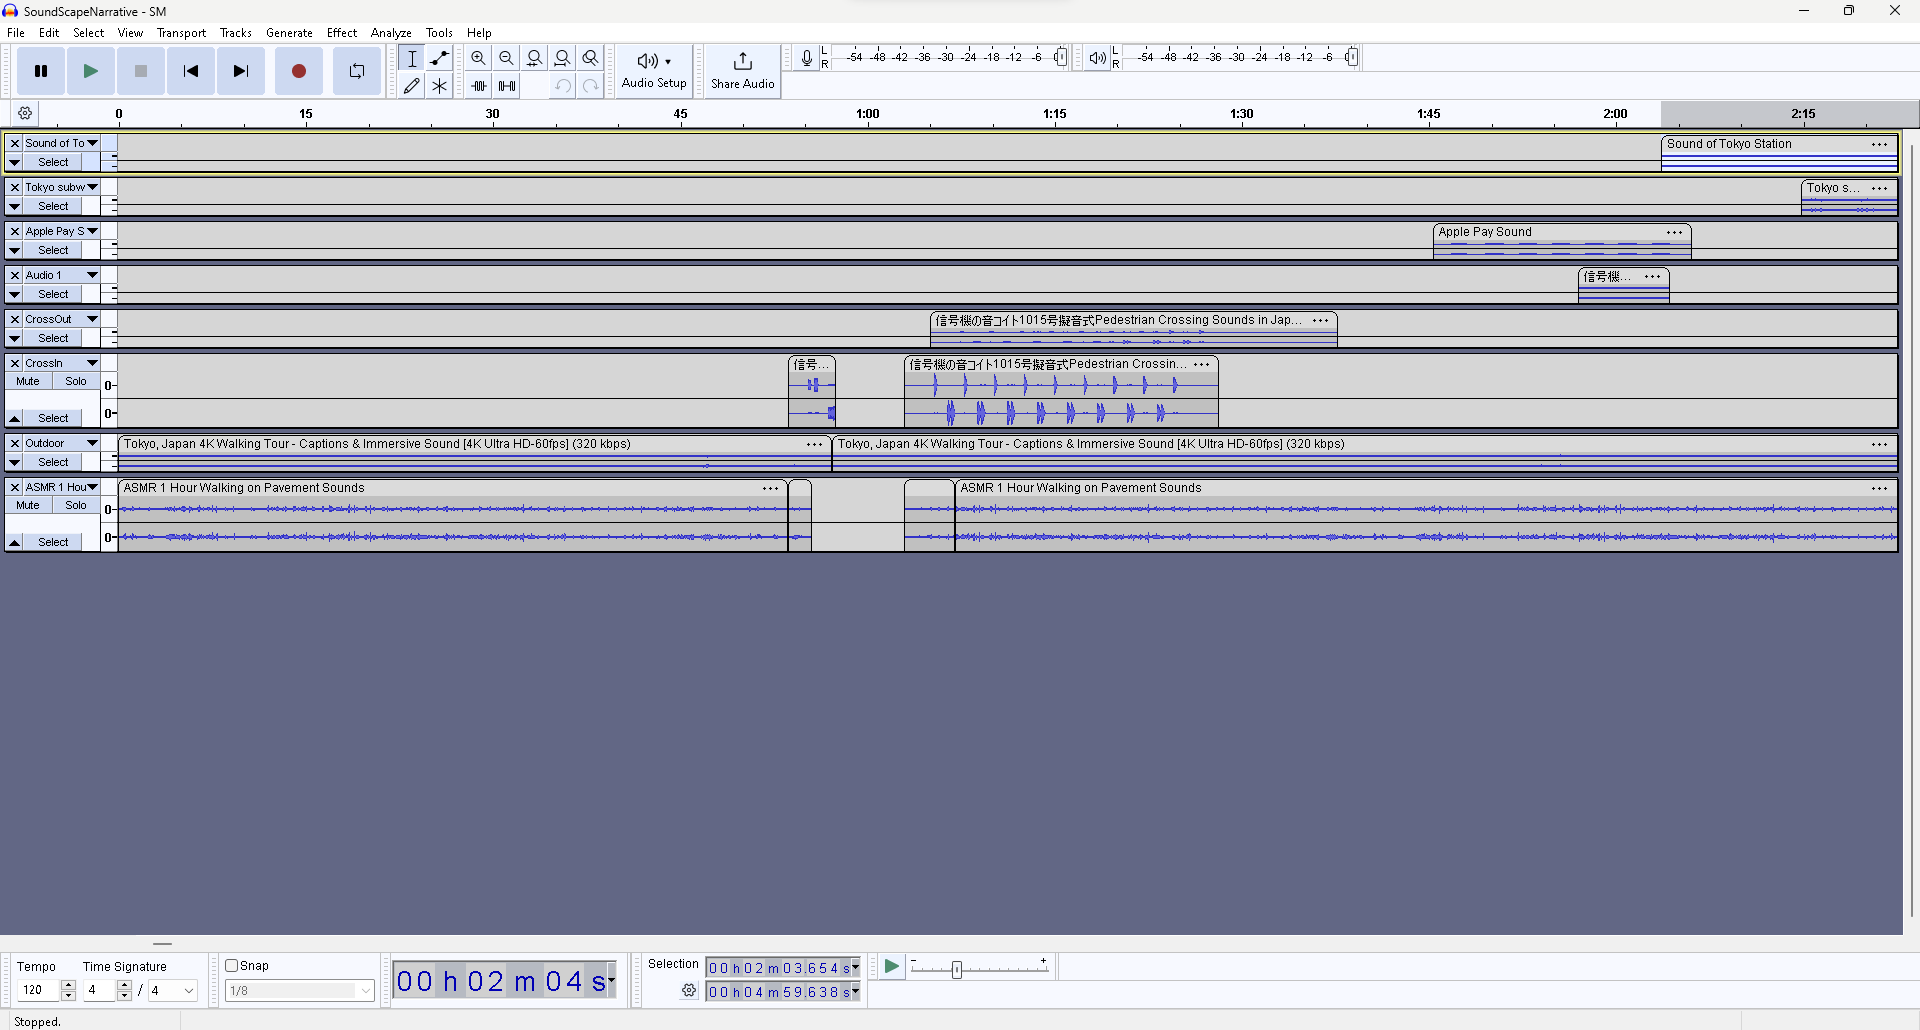 SoundScapeNarrative - SM
File Edit Select View Transport Tracks Generate Effect Analyze Tools Help
Audio Setup
Share Audio
L
R
-54 -48 -42 -36 -30 -24 -18 -12 -6 0
L
R
-54 -48 -42 -36 -30 -24 -18 -12 -6 0
0 15 30 45 1:00 1:15 1:30 1:45 2:00 2:15
Sound of To
Select
Sound of Tokyo Station
Tokyo subw
Select
Tokyo s...
Apple Pay S
Select
Apple Pay Sound
Audio 1
Select
信号機...
CrossOut
Select
信号機の音コイト1015号擬音式Pedestrian Crossing Sounds in Jap...
CrossIn
Mute Solo
Select
0
0
信号...
信号機の音コイト1015号擬音式Pedestrian Crossin...
Outdoor
Select
Tokyo, Japan 4K Walking Tour - Captions & Immersive Sound [4K Ultra HD-60fps] (320 kbps)
Tokyo, Japan 4K Walking Tour - Captions & Immersive Sound [4K Ultra HD-60fps] (320 kbps)
ASMR 1 Hou
Mute Solo
Select
0
0
ASMR 1 Hour Walking on Pavement Sounds
ASMR 1 Hour Walking on Pavement Sounds
Tempo
120
Time Signature
4 / 4
Snap
1/8
00 h 02 m 04 s
Selection
00 h 02 m 03.654 s
00 h 04 m 59.638 s
- +
Stopped.